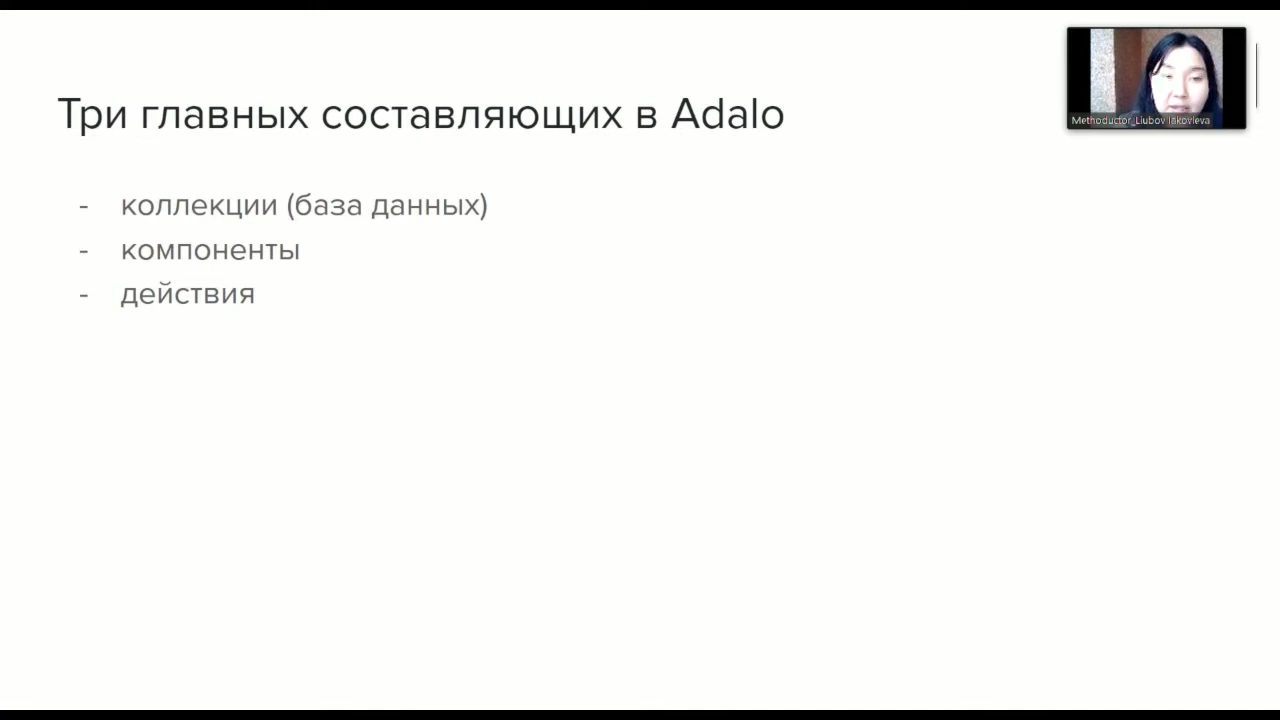 Три главных составляющих в Adalo
- коллекции (база данных)
- компоненты
- действия
Methoductor_Liubov Iakovleva